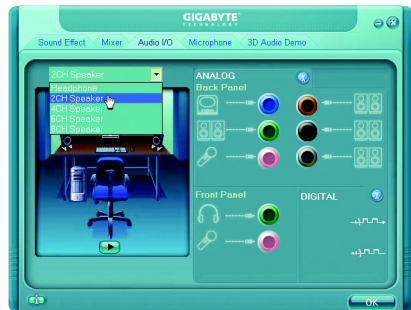 GIGABYTE
TECHNOLOGY
Sound Effect Mixer Audio I/O Microphone 3D Audio Demo
2CH Speaker
Headphone
2CH Speaker
4CH Speaker
6CH Speaker
8CH Speaker
ANALOG
Back Panel
Front Panel
DIGITAL
OK